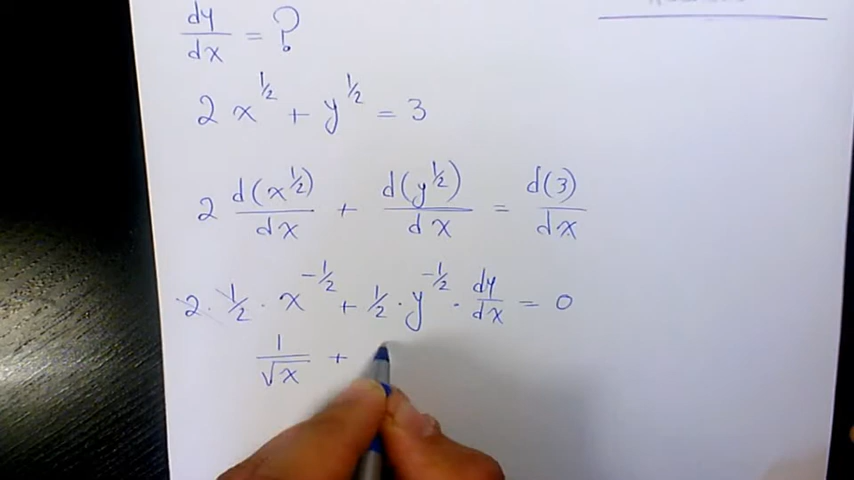 dy/dx = ?
2 x^{1/2} + y^{1/2} = 3
2 d(x^{1/2})/dx + d(y^{1/2})/dx = d(3)/dx
2 · 1/2 · x^{-1/2} + 1/2 · y^{-1/2} · dy/dx = 0
1/√x +